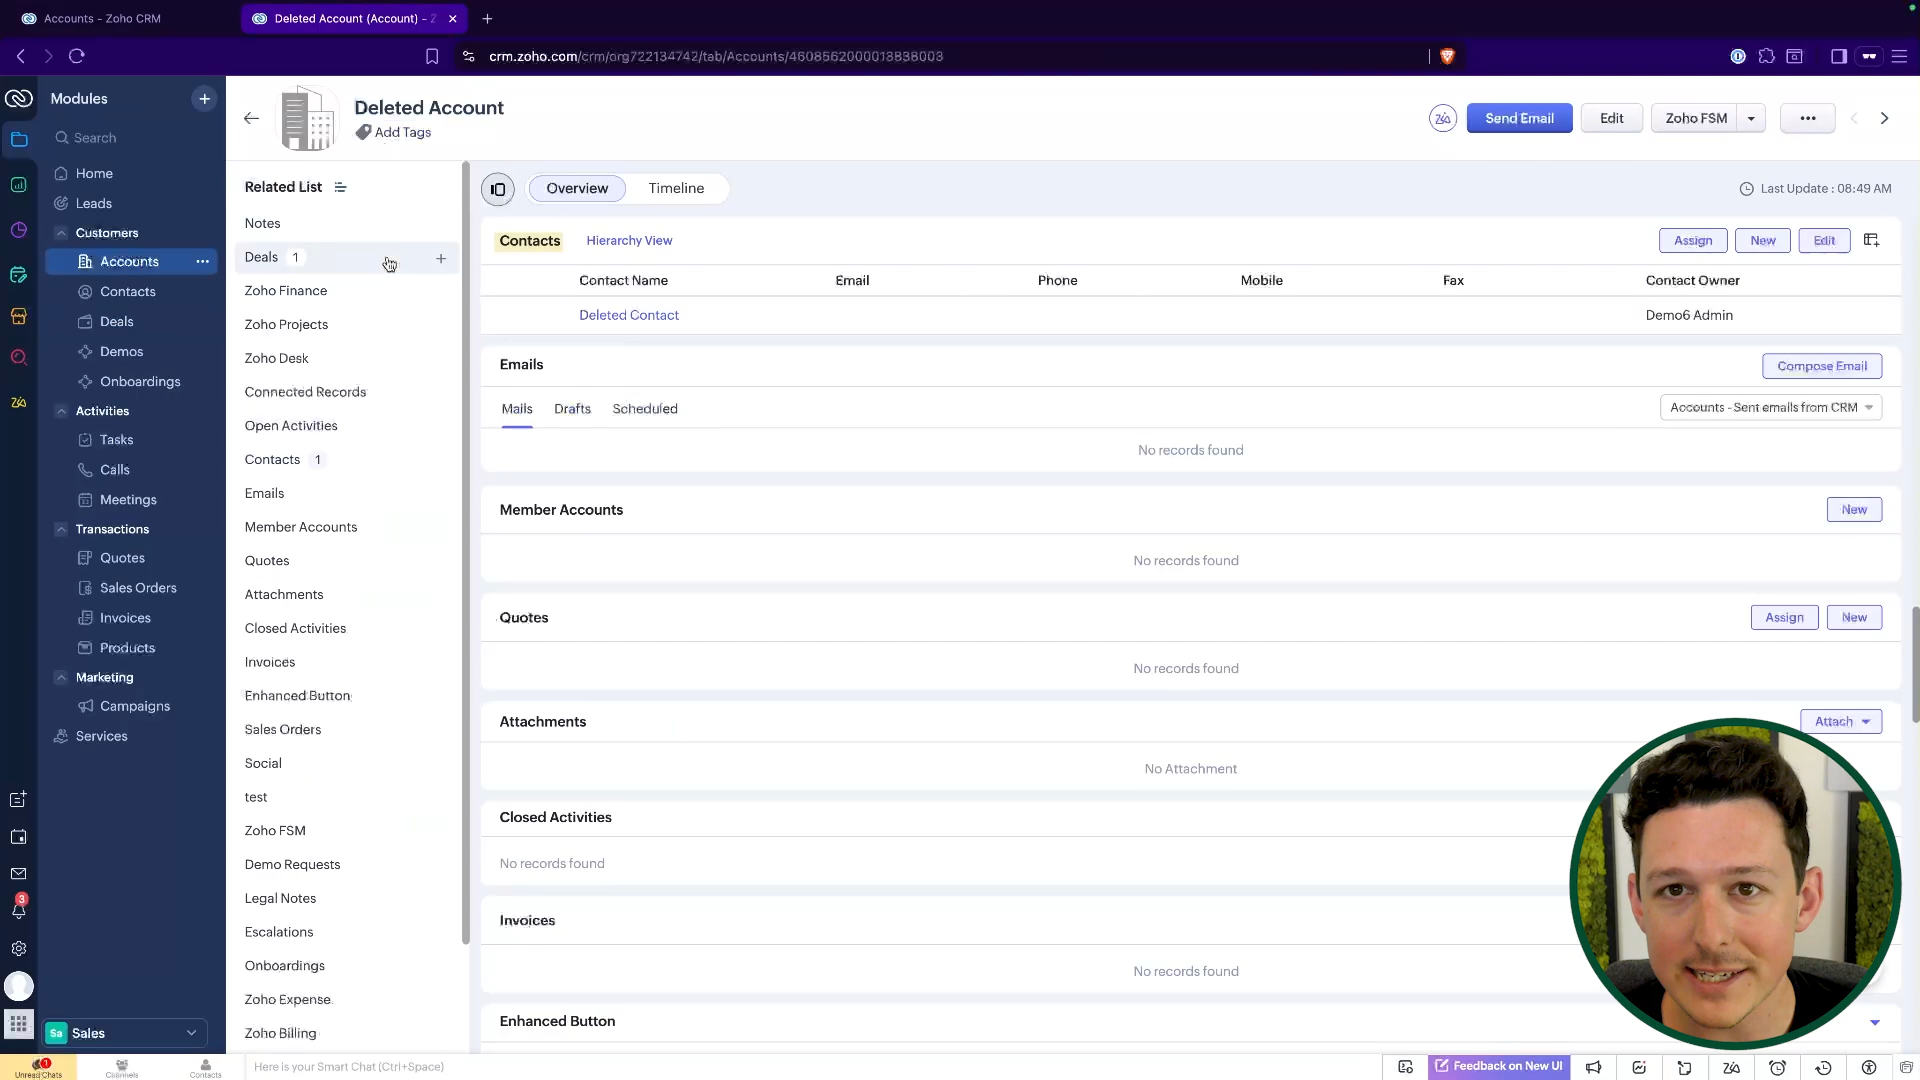 Accounts - Zoho CRM
Deleted Account (Account) - Z
crm.zoho.com/crm/org722134742/tab/Accounts/4608562000013838003
Modules
Search
Home
Leads
Customers
Accounts
Contacts
Deals
Demos
Onboardings
Activities
Tasks
Calls
Meetings
Transactions
Quotes
Sales Orders
Invoices
Products
Marketing
Campaigns
Services
3
Sa Sales
Deleted Account
Add Tags
Send Email
Edit
Zoho FSM
Related List
Notes
Deals 1
Zoho Finance
Zoho Projects
Zoho Desk
Connected Records
Open Activities
Contacts 1
Emails
Member Accounts
Quotes
Attachments
Closed Activities
Invoices
Enhanced Button
Sales Orders
Social
test
Zoho FSM
Demo Requests
Legal Notes
Escalations
Onboardings
Zoho Expense
Zoho Billing
Overview Timeline
Last Update : 08:49 AM
Contacts Hierarchy View Assign New Edit
Contact Name Email Phone Mobile Fax Contact Owner
Deleted Contact Demo6 Admin
Emails Compose Email
Mails Drafts Scheduled Accounts - Sent emails from CRM
No records found
Member Accounts New
No records found
Quotes Assign New
No records found
Attachments Attach
No Attachment
Closed Activities
No records found
Invoices
No records found
Enhanced Button
1
Unread Chats Channels Contacts
Here is your Smart Chat (Ctrl+Space)
Feedback on New UI